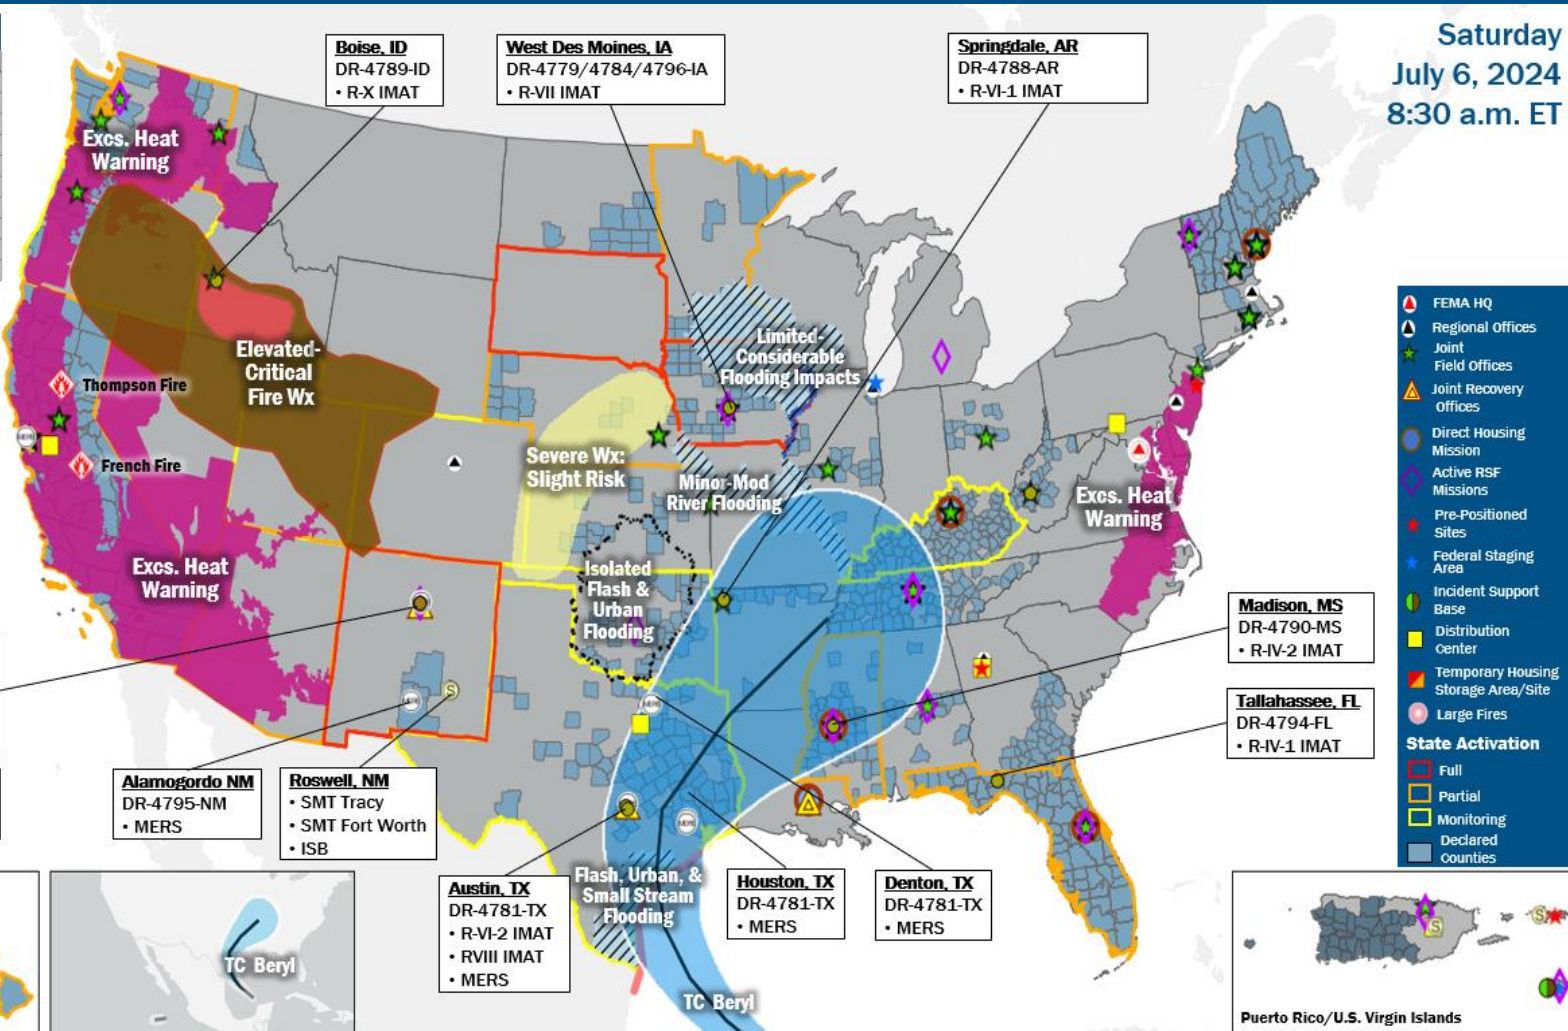 Saturday
July 6, 2024
8:30 a.m. ET
Boise, ID
DR-4789-ID
• R-X IMAT
West Des Moines, IA
DR-4779/4784/4796-IA
• R-VII IMAT
Springdale, AR
DR-4788-AR
• R-VI-1 IMAT
Excs. Heat
Warning
Elevated-
Critical
Fire Wx
Limited-
Considerable
Flooding Impacts
Thompson Fire
French Fire
MERS
Severe Wx:
Slight Risk
Minor-Mod
River Flooding
Excs. Heat
Warning
Excs. Heat
Warning
Isolated
Flash &
Urban
Flooding
FEMA HQ
Regional Offices
Joint
Field Offices
Joint Recovery
Offices
Direct Housing
Mission
Active RSF
Missions
Pre-Positioned
Sites
Federal Staging
Area
Incident Support
Base
Distribution
Center
Temporary Housing
Storage Area/Site
Large Fires
State Activation
Full
Partial
Monitoring
Declared
Counties
Madison, MS
DR-4790-MS
• R-IV-2 IMAT
Tallahassee, FL
DR-4794-FL
• R-IV-1 IMAT
MERS
S
MERS
MERS
Alamogordo NM
DR-4795-NM
• MERS
Roswell, NM
• SMT Tracy
• SMT Fort Worth
• ISB
Austin, TX
DR-4781-TX
• R-VI-2 IMAT
• RVIII IMAT
• MERS
Flash, Urban, &
Small Stream
Flooding
Houston, TX
DR-4781-TX
• MERS
Denton, TX
DR-4781-TX
• MERS
TC Beryl
TC Beryl
S
S
Puerto Rico/U.S. Virgin Islands